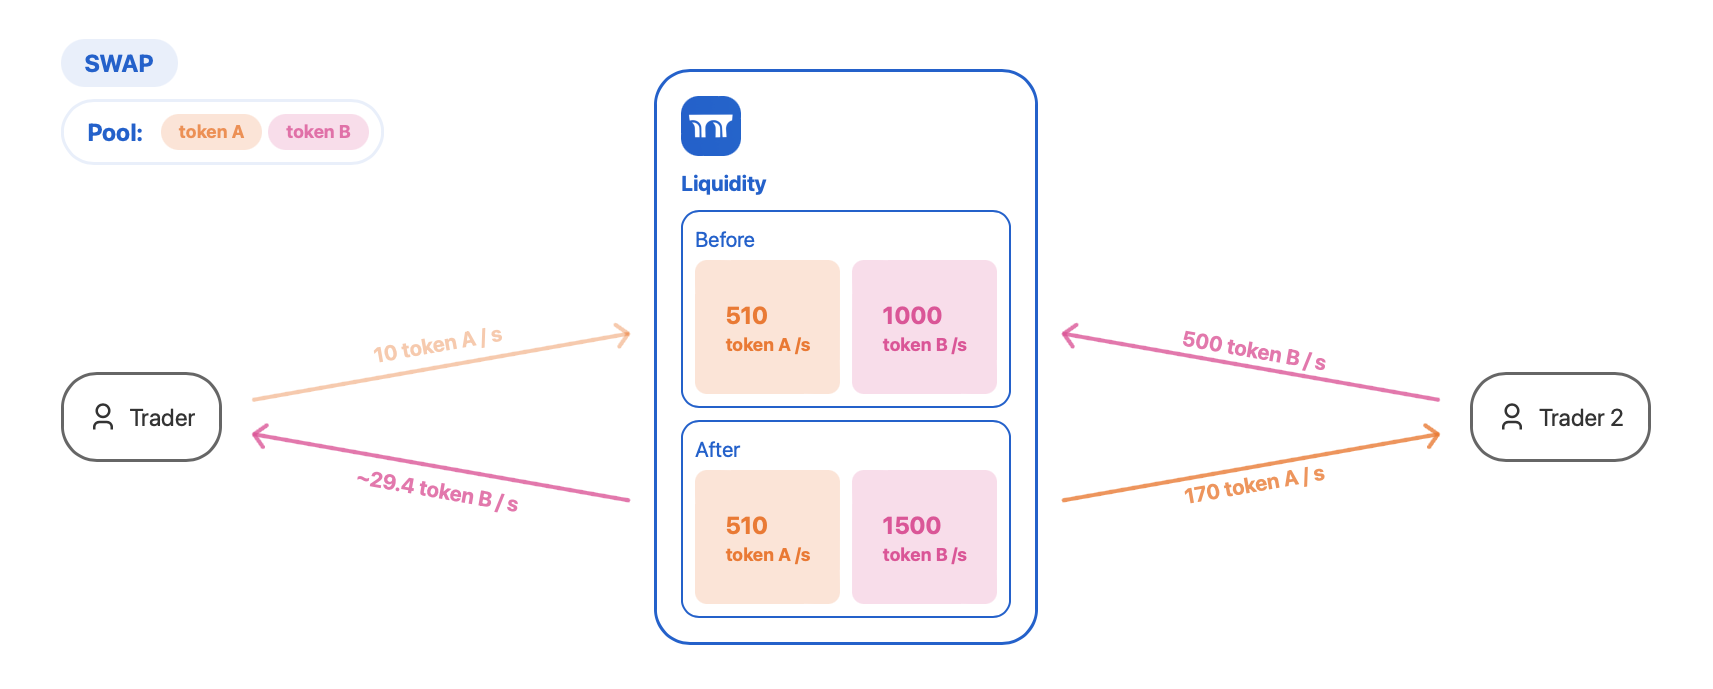 SWAP
Pool: token A token B
Liquidity
Before
510
token A /s
1000
token B /s
After
510
token A /s
1500
token B /s
10 token A / s
~29.4 token B / s
Trader
500 token B / s
170 token A / s
Trader 2